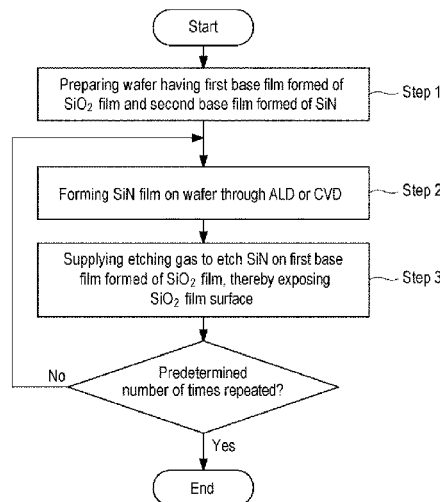 Start
Preparing wafer having first base film formed of
SiO₂ film and second base film formed of SiN
Step 1
Forming SiN film on wafer through ALD or CVD
Step 2
Supplying etching gas to etch SiN on first base
film formed of SiO₂ film, thereby exposing
SiO₂ film surface
Step 3
No
Predetermined
number of times repeated?
Yes
End